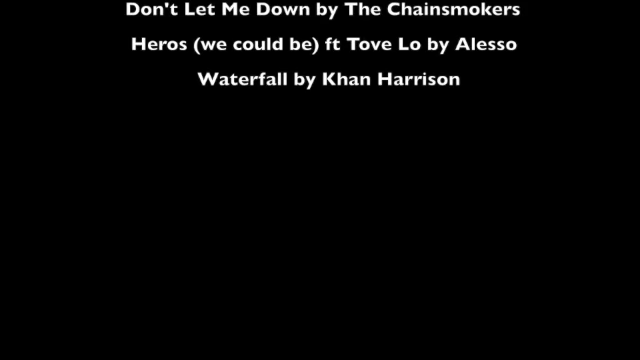 Don't Let Me Down by The Chainsmokers
Heros (we could be) ft Tove Lo by Alesso
Waterfall by Khan Harrison